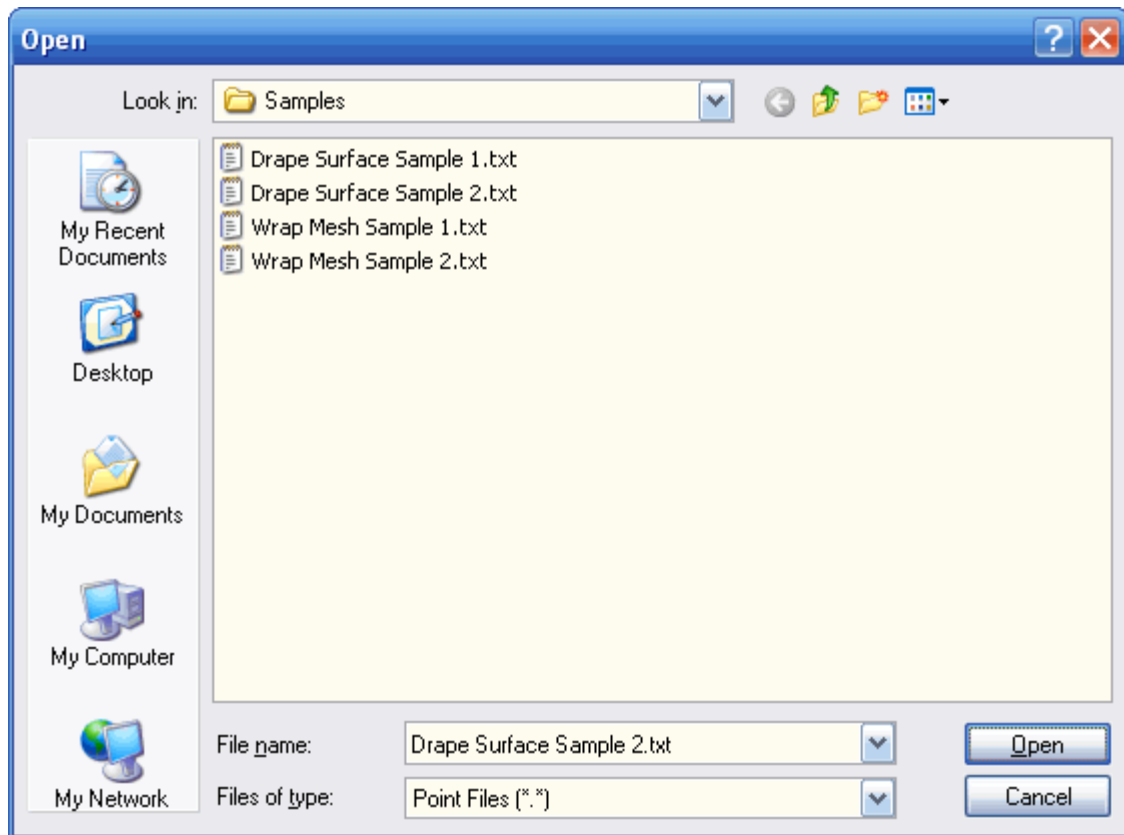 Open
Look in: Samples
Drape Surface Sample 1.txt
Drape Surface Sample 2.txt
Wrap Mesh Sample 1.txt
Wrap Mesh Sample 2.txt
My Recent
Documents
Desktop
My Documents
My Computer
My Network
File name: Drape Surface Sample 2.txt
Open
Files of type: Point Files (*.*)
Cancel